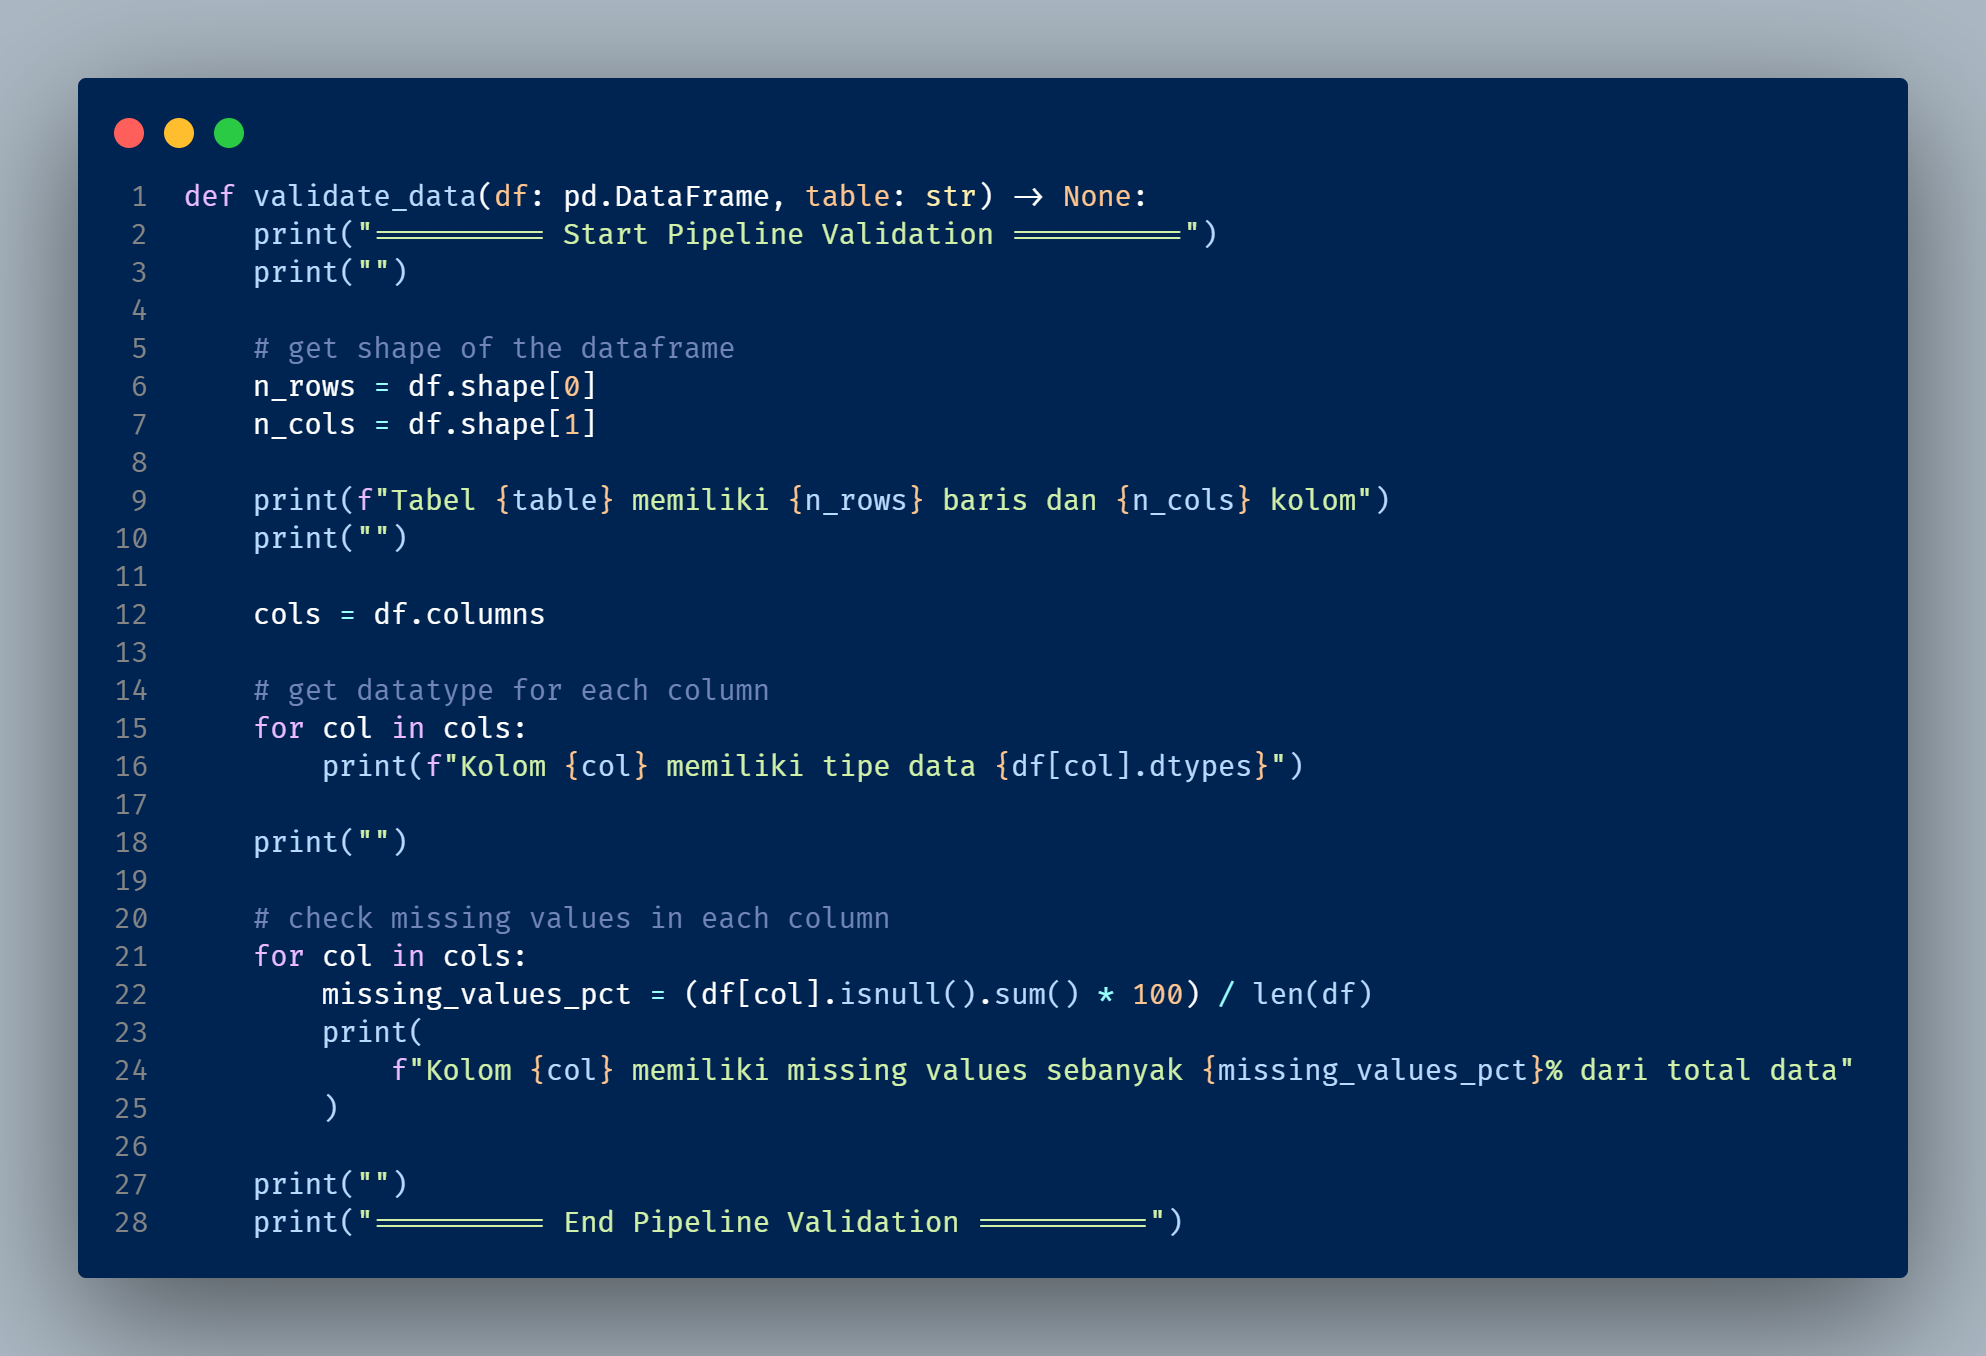 1 def validate_data(df: pd.DataFrame, table: str) -> None:
2     print("========== Start Pipeline Validation ==========")
3     print("")
4
5     # get shape of the dataframe
6     n_rows = df.shape[0]
7     n_cols = df.shape[1]
8
9     print(f"Tabel {table} memiliki {n_rows} baris dan {n_cols} kolom")
10     print("")
11
12     cols = df.columns
13
14     # get datatype for each column
15     for col in cols:
16         print(f"Kolom {col} memiliki tipe data {df[col].dtypes}")
17
18     print("")
19
20     # check missing values in each column
21     for col in cols:
22         missing_values_pct = (df[col].isnull().sum() * 100) / len(df)
23         print(
24             f"Kolom {col} memiliki missing values sebanyak {missing_values_pct}% dari total data"
25         )
26
27     print("")
28     print("========== End Pipeline Validation ==========")